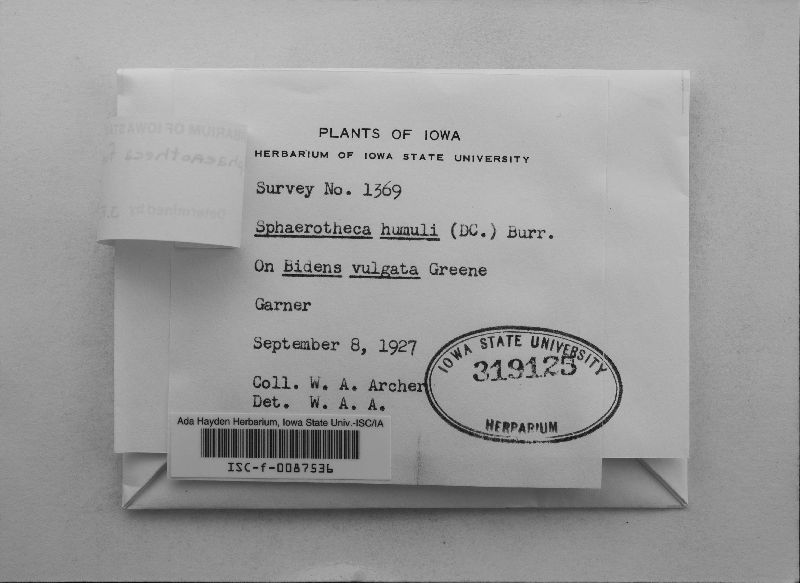 PLANTS OF IOWA
HERBARIUM OF IOWA STATE UNIVERSITY
Survey No. 1369
Sphaerotheca humuli (DC.) Burr.
On Bidens vulgata Greene
Garner
September 8, 1927
Coll. W. A. Archer
Det. W. A. A.
IOWA STATE UNIVERSITY
319125
HERBARIUM
Ada Hayden Herbarium, Iowa State Univ.-ISC/IA
ISC-f-0087536